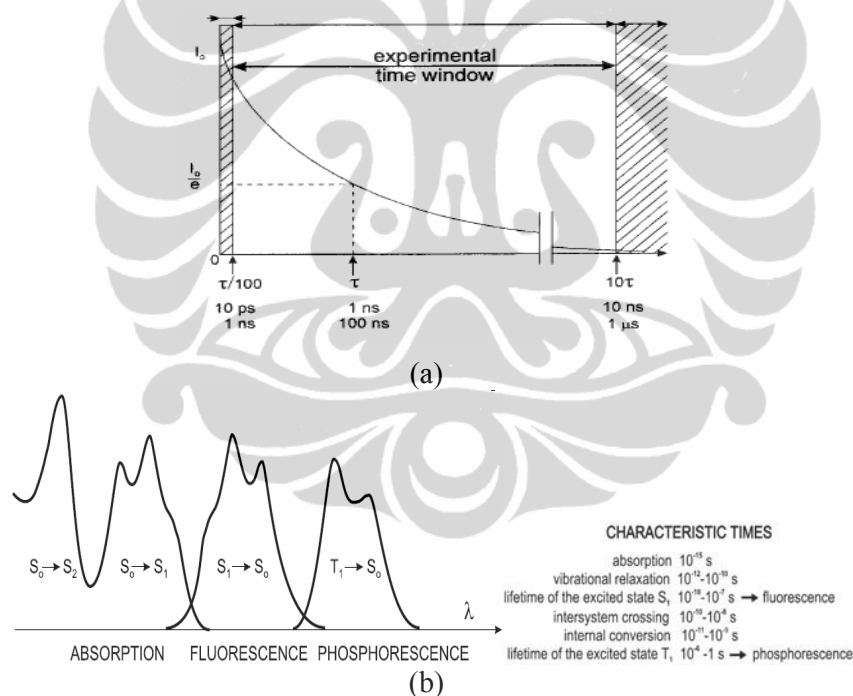 I₀
experimental
time window
I₀
e
0
τ/100
τ
10τ
10 ps
1 ns
10 ns
1 ns
100 ns
1 μs
(a)
S₀→S₂
S₀→S₁
S₁→S₀
T₁→S₀
λ
ABSORPTION FLUORESCENCE PHOSPHORESCENCE
CHARACTERISTIC TIMES
absorption 10⁻¹⁵ s
vibrational relaxation 10⁻¹²-10⁻¹⁰ s
lifetime of the excited state S₁ 10⁻¹⁰-10⁻⁷ s → fluorescence
intersystem crossing 10⁻¹⁰-10⁻⁸ s
internal conversion 10⁻¹¹-10⁻⁹ s
lifetime of the excited state T₁ 10⁻⁶-1 s → phosphorescence
(b)